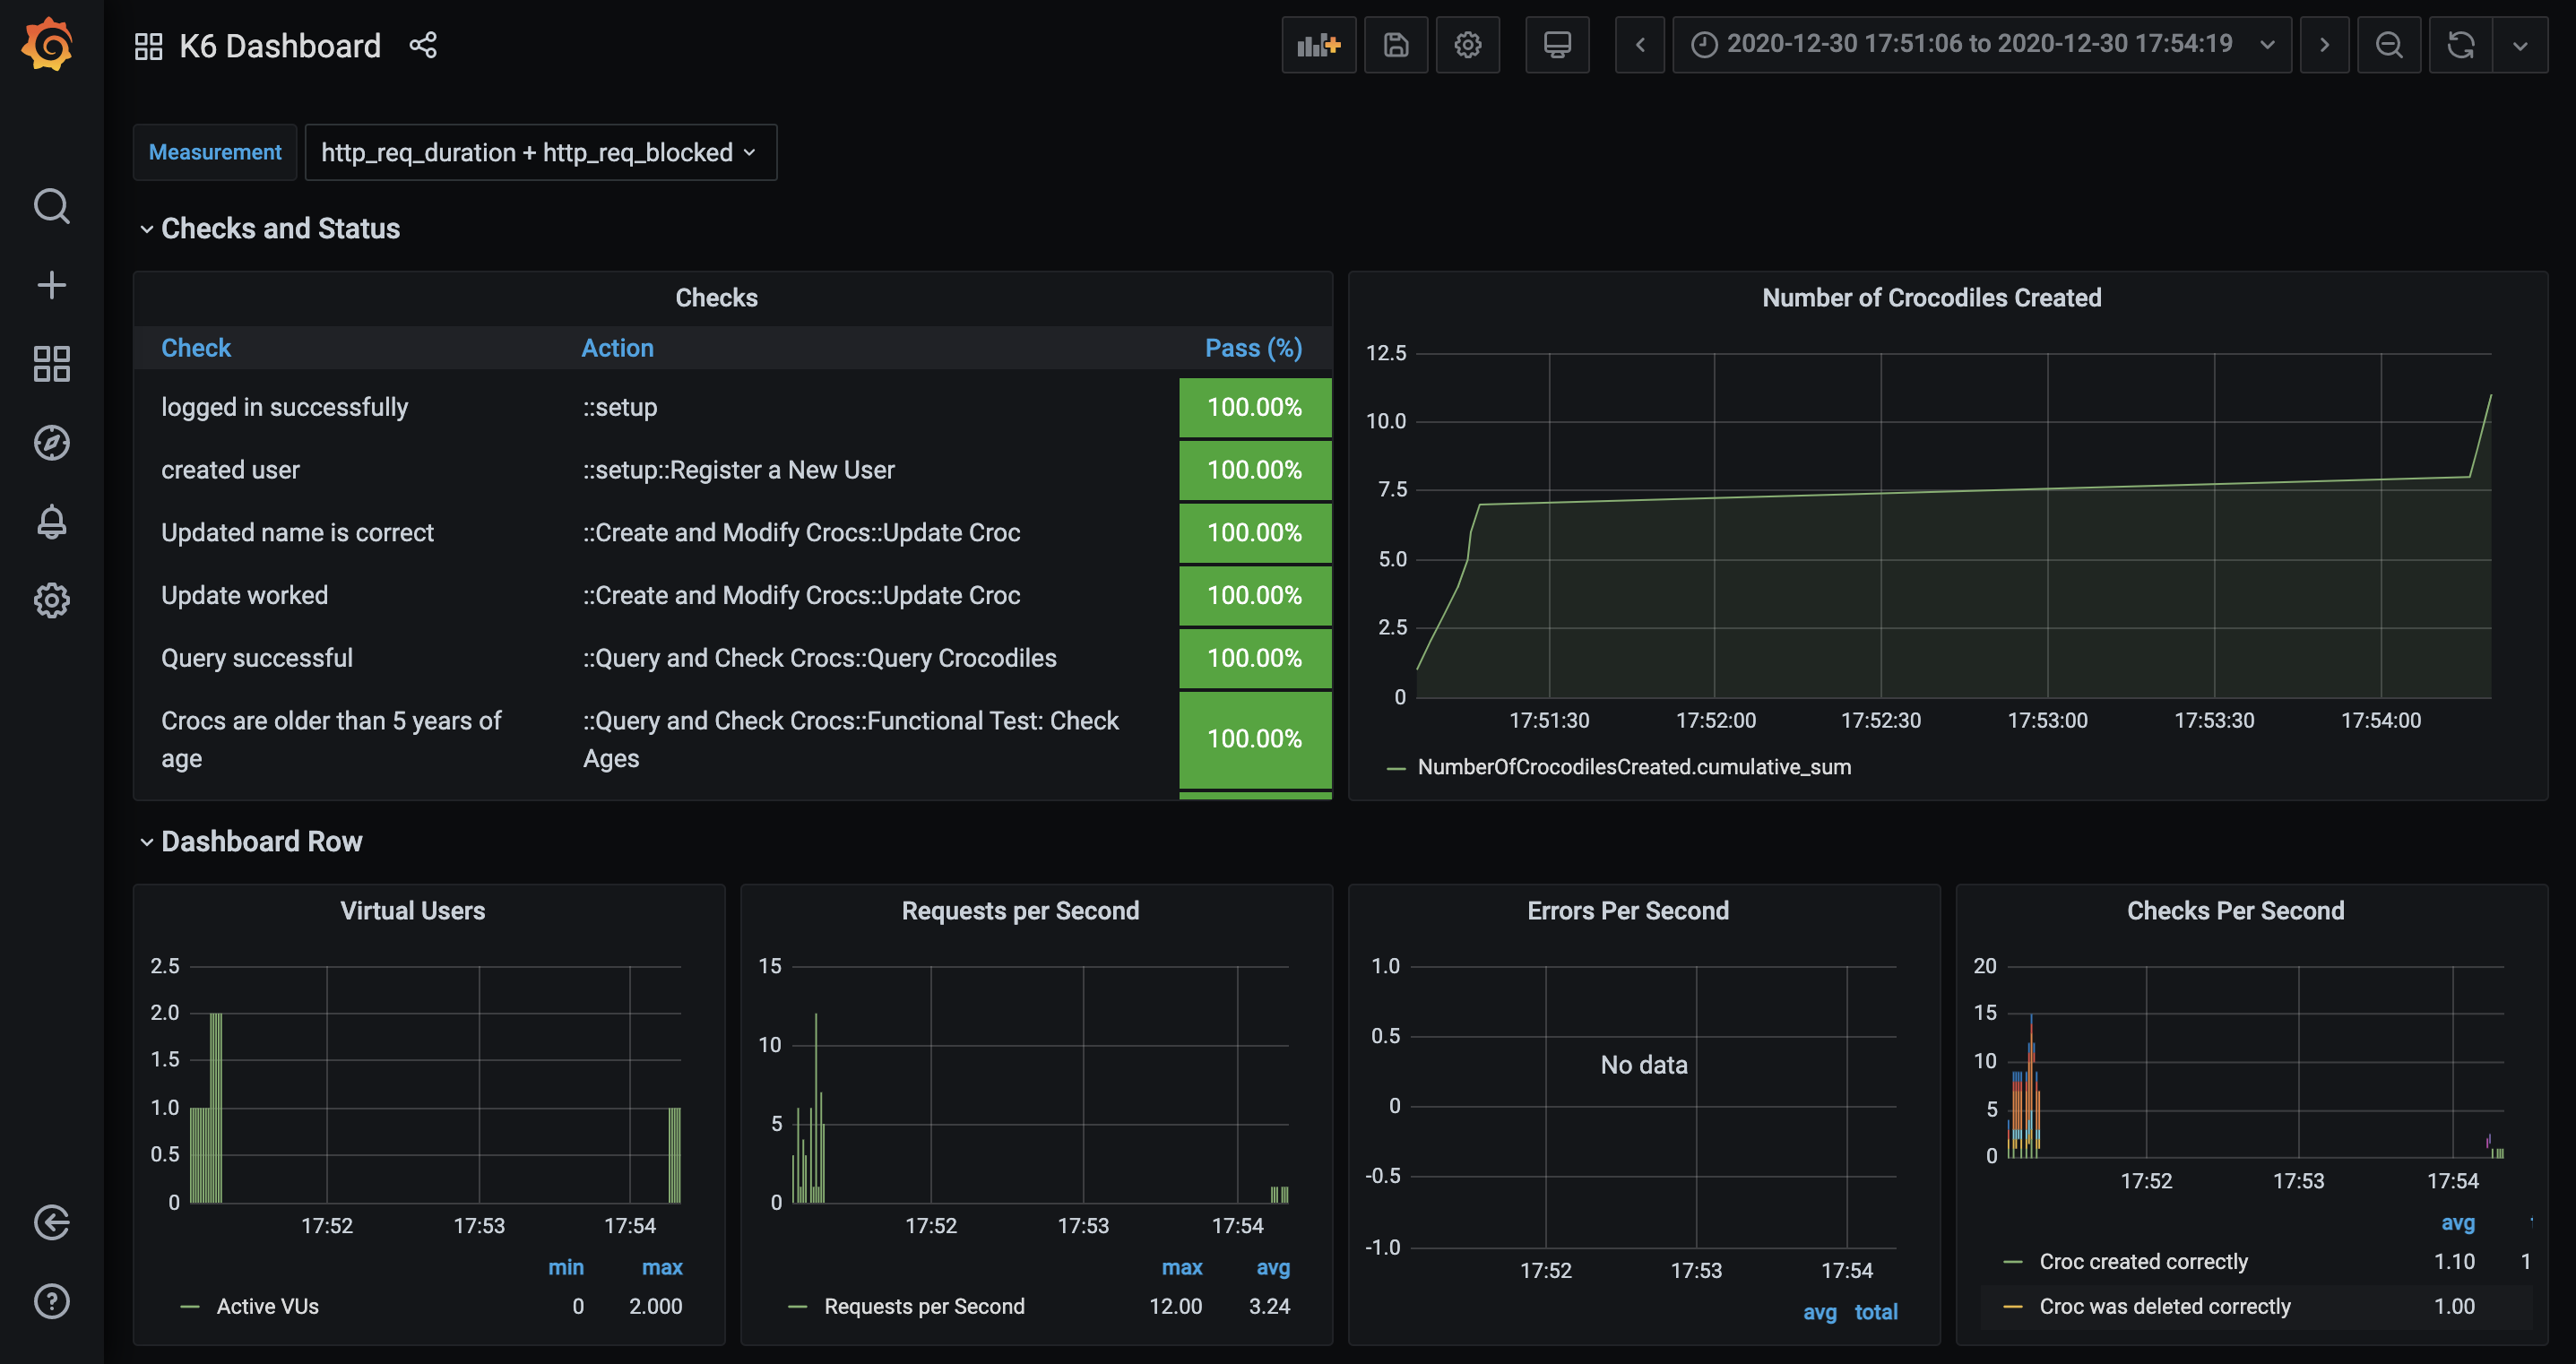 K6 Dashboard
2020-12-30 17:51:06 to 2020-12-30 17:54:19
Measurement
http_req_duration + http_req_blocked
Checks and Status
Checks
Check Action Pass (%)
logged in successfully ::setup 100.00%
created user ::setup::Register a New User 100.00%
Updated name is correct ::Create and Modify Crocs::Update Croc 100.00%
Update worked ::Create and Modify Crocs::Update Croc 100.00%
Query successful ::Query and Check Crocs::Query Crocodiles 100.00%
Crocs are older than 5 years of ::Query and Check Crocs::Functional Test: Check 100.00%
age Ages
Number of Crocodiles Created
12.5
10.0
7.5
5.0
2.5
0
17:51:30 17:52:00 17:52:30 17:53:00 17:53:30 17:54:00
NumberOfCrocodilesCreated.cumulative_sum
Dashboard Row
Virtual Users
2.5
2.0
1.5
1.0
0.5
0
17:52 17:53 17:54
min max
Active VUs 0 2.000
Requests per Second
15
10
5
0
17:52 17:53 17:54
max avg
Requests per Second 12.00 3.24
Errors Per Second
1.0
0.5
No data
0
-0.5
-1.0
17:52 17:53 17:54
avg total
Checks Per Second
20
15
10
5
0
17:52 17:53 17:54
avg
Croc created correctly 1.10 1
Croc was deleted correctly 1.00